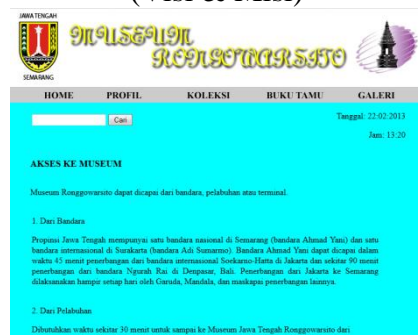 (Visi & Misi)
JAWA TENGAH
MUSEUM
RONGGOWARSITO
SEMARANG
HOME PROFIL KOLEKSI BUKU TAMU GALERI
Cari
Tanggal: 22:02:2013
Jam: 13:20
AKSES KE MUSEUM
Museum Ronggowarsito dapat dicapai dari bandara, pelabuhan atau terminal.
1. Dari Bandara
Propinsi Jawa Tengah mempunyai satu bandara nasional di Semarang (bandara Ahmad Yani) dan satu
bandara internasional di Surakarta (bandara Adi Sumarmo). Bandara Ahmad Yani dapat dicapai dalam
waktu 45 menit penerbangan dari bandara internasional Soekarno-Hatta di Jakarta dan sekitar 90 menit
penerbangan dari bandara Ngurah Rai di Denpasar, Bali. Penerbangan dari Jakarta ke Semarang
dilaksanakan hampir setiap hari oleh Garuda, Mandala, dan maskapai penerbangan lainnya.
2. Dari Pelabuhan
Dibutuhkan waktu sekitar 30 menit untuk sampai ke Museum Jawa Tengah Ronggowarsito dari